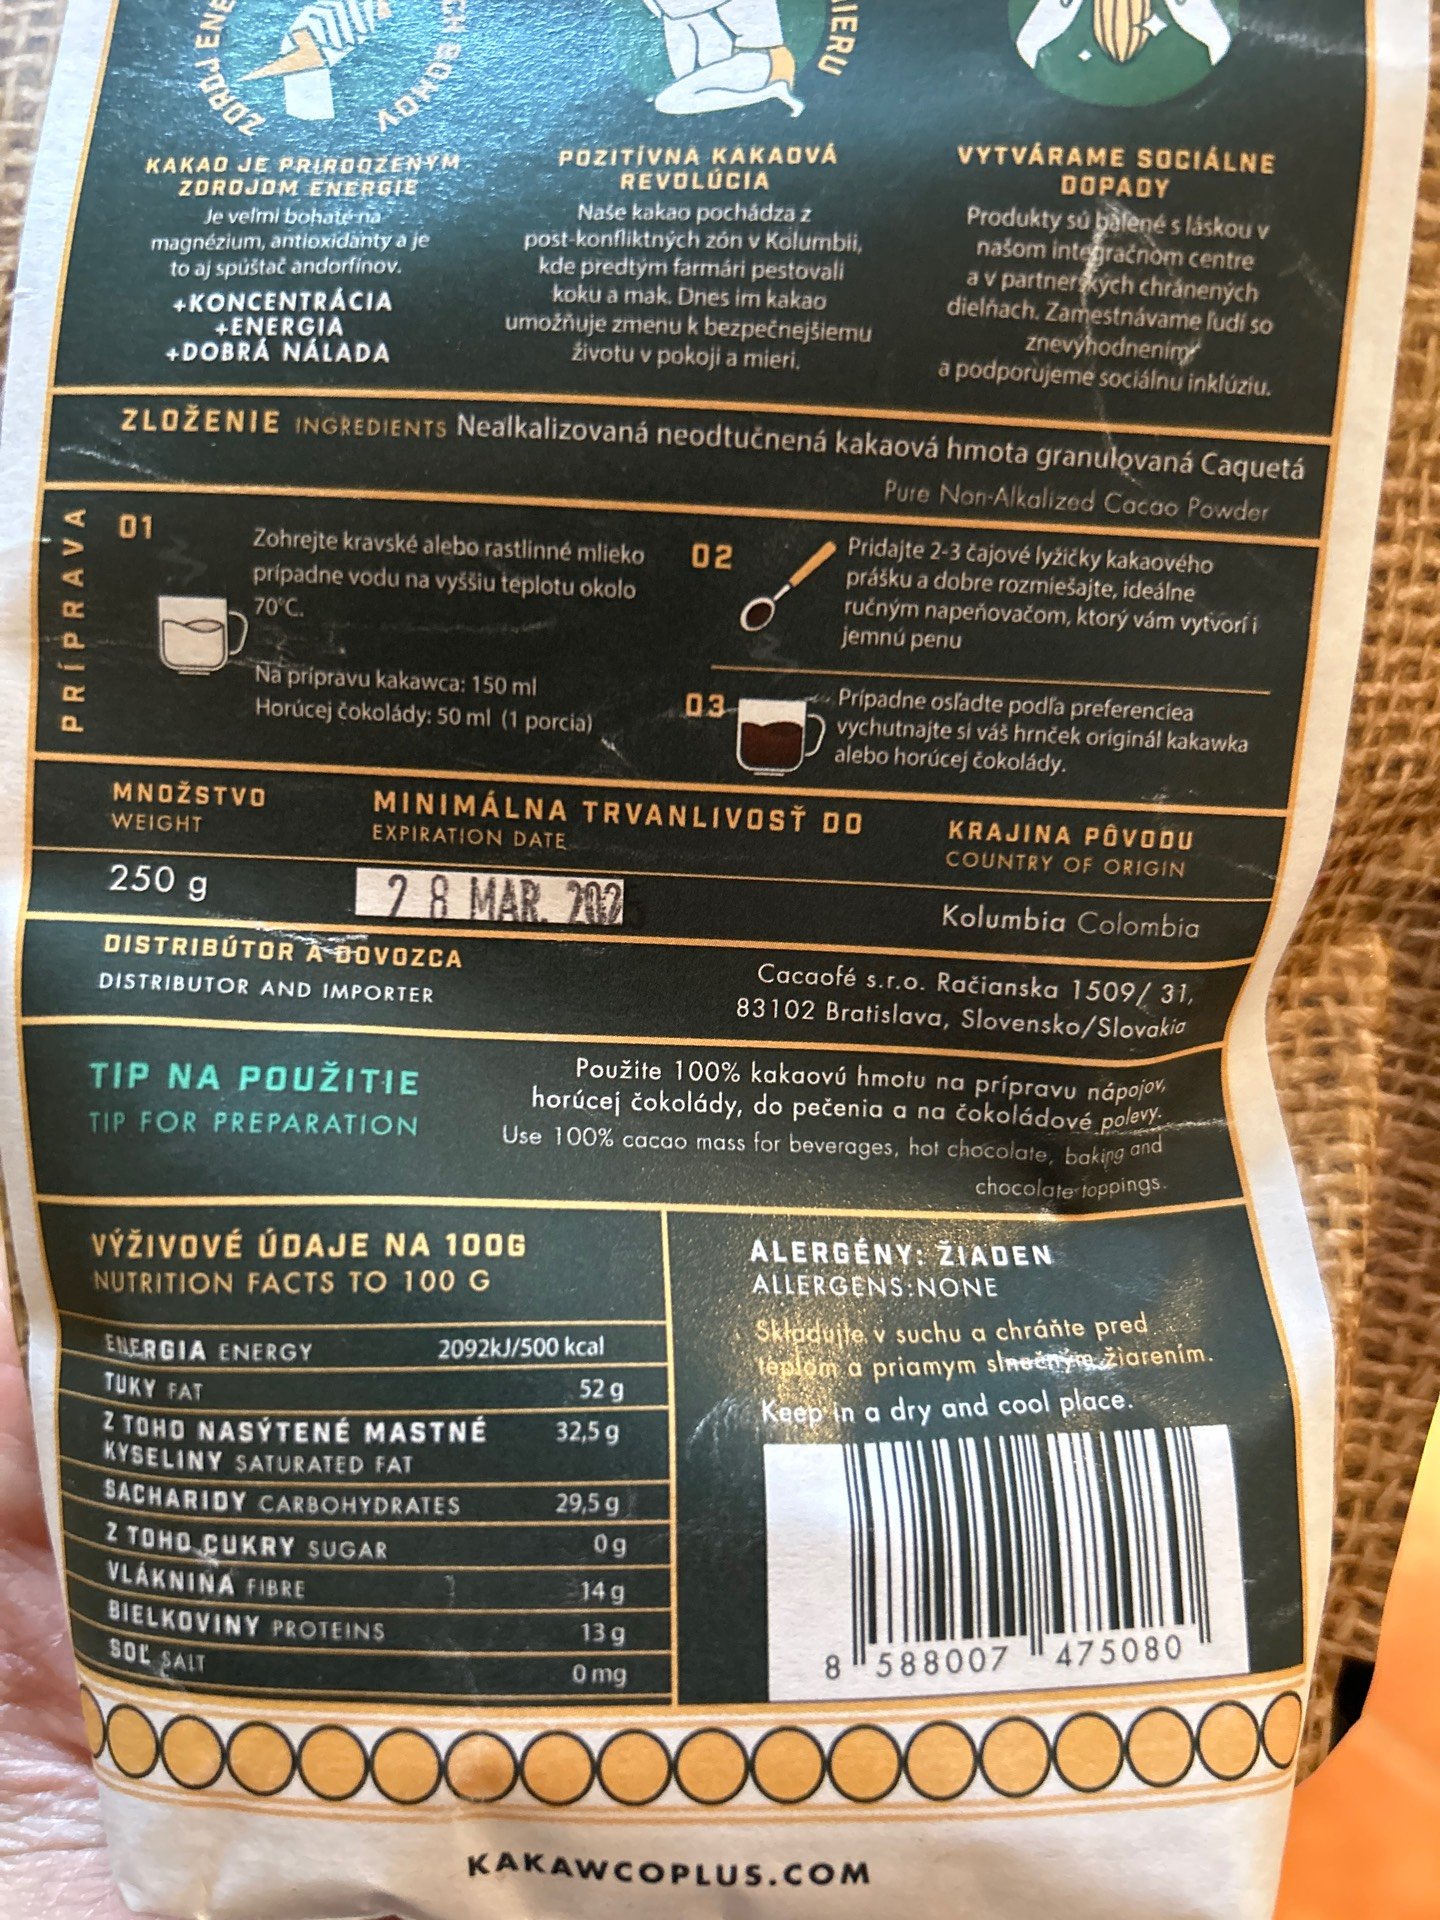 ZDROJ ENE
CH BOHOV
IERU
KAKAO JE PRIRODZENÝM
ZDROJOM ENERGIE
Je veľmi bohaté na
magnézium, antioxidanty a je
to aj spúštač andorfínov.
+KONCENTRÁCIA
+ENERGIA
+DOBRÁ NÁLADA
POZITÍVNA KAKAOVÁ
REVOLÚCIA
Naše kakao pochádza z
post-konfliktných zón v Kolumbii,
kde predtým farmári pestovali
koku a mak. Dnes im kakao
umožňuje zmenu k bezpečnejšiemu
životu v pokoji a mieri.
VYTVÁRAME SOCIÁLNE
DOPADY
Produkty sú balené s láskou v
našom integračnom centre
a v partnerských chránených
dielňach. Zamestnávame ľudí so
znevýhodnením
a podporujeme sociálnu inklúziu.
ZLOŽENIE INGREDIENTS Nealkalizovaná neodtučnená kakaová hmota granulovaná Caquetá
Pure Non-Alkalized Cacao Powder
PRÍPRAVA
01
Zohrejte kravské alebo rastlinné mlieko
prípadne vodu na vyššiu teplotu okolo
70°C.
Na prípravu kakawca: 150 ml
Horúcej čokolády: 50 ml (1 porcia)
02
Pridajte 2-3 čajové lyžičky kakaového
prášku a dobre rozmiešajte, ideálne
ručným napeňovačom, ktorý vám vytvorí i
jemnú penu
03
Prípadne osľaďte podľa preferenciea
vychutnajte si váš hrnček originál kakawka
alebo horúcej čokolády.
MNOŽSTVO
WEIGHT
250 g
MINIMÁLNA TRVANLIVOSŤ DO
EXPIRATION DATE
28 MAR. 202
KRAJINA PÔVODU
COUNTRY OF ORIGIN
Kolumbia Colombia
DISTRIBÚTOR A DOVOZCA
DISTRIBUTOR AND IMPORTER
Cacaofé s.r.o. Račianska 1509/ 31,
83102 Bratislava, Slovensko/Slovakia
TIP NA POUŽITIE
TIP FOR PREPARATION
Použite 100% kakaovú hmotu na prípravu nápojov,
horúcej čokolády, do pečenia a na čokoládové polevy.
Use 100% cacao mass for beverages, hot chocolate, baking and
chocolate toppings.
VÝŽIVOVÉ ÚDAJE NA 100G
NUTRITION FACTS TO 100 G
ENERGIA ENERGY 2092kJ/500 kcal
TUKY FAT 52 g
Z TOHO NASÝTENÉ MASTNÉ 32,5 g
KYSELINY SATURATED FAT
SACHARIDY CARBOHYDRATES 29,5 g
Z TOHO CUKRY SUGAR 0 g
VLÁKNINA FIBRE 14 g
BIELKOVINY PROTEINS 13 g
SOĽ SALT 0 mg
ALERGÉNY: ŽIADEN
ALLERGENS:NONE
Skladujte v suchu a chráňte pred
teplom a priamym slnečným žiarením.
Keep in a dry and cool place.
8 588007 475080
KAKAWCOPLUS.COM